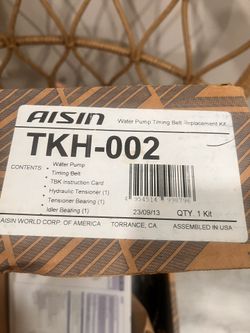 AISIN
Water Pump Timing Belt Replacement Kit
TKH-002
CONTENTS:
• Water Pump
• Timing Belt
• TBK Instruction Card
• Hydraulic Tensioner (1)
• Tensioner Bearing (1)
• Idler Bearing (1)
23/09/13
QTY. 1 Kit
AISIN WORLD CORP. OF AMERICA
TORRANCE, CA
ASSEMBLED IN USA